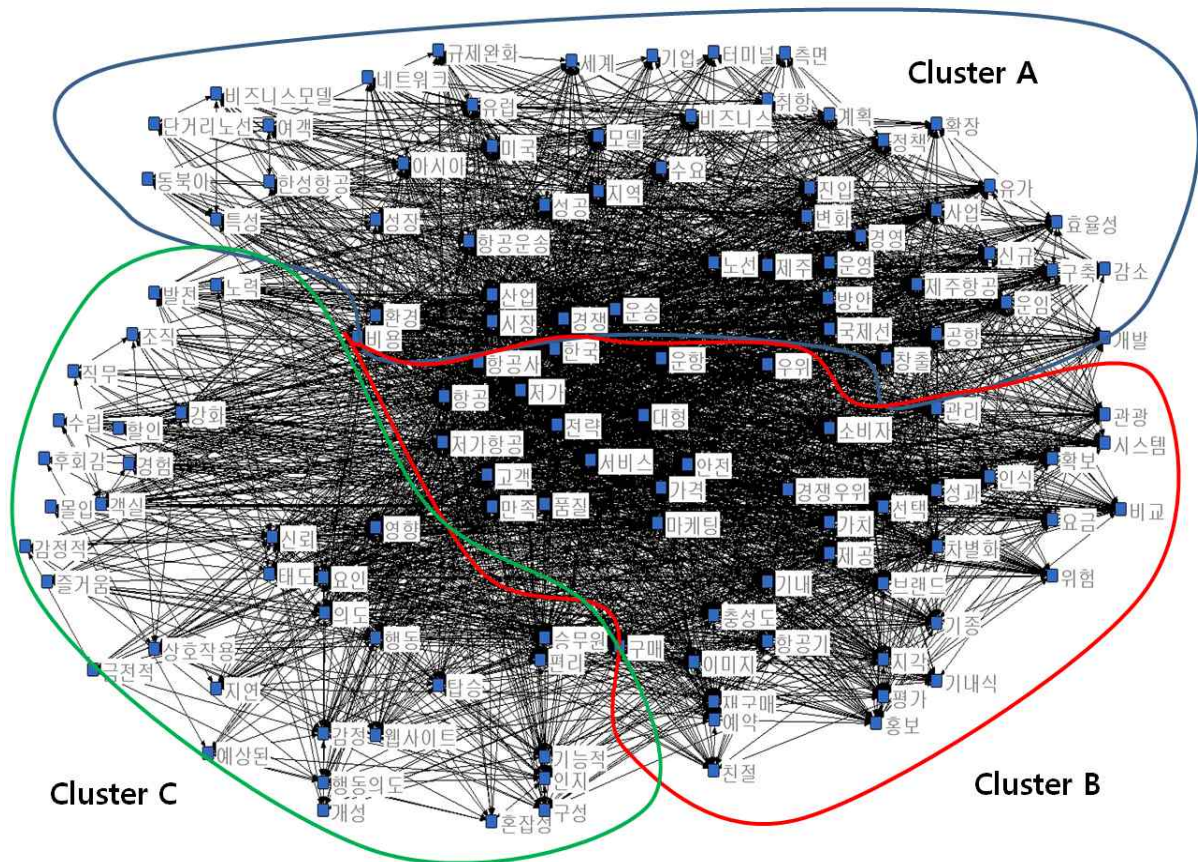 규제완화
세계
기업
터미널
측면
Cluster A
네트워크
비즈니스모델
유럽
취항
비즈니스
계획
단거리노선
여객
미국
모델
정책
확장
아시아
수요
동북아
한성항공
지역
진입
유가
성공
특성
성장
변화
사업
효율성
항공운송
경영
노선
제주
운영
신규
구축
감소
발전
노력
산업
방안
제주항공
운임
환경
시장
경쟁
운송
국제선
공항
개발
조직
비용
한국
항공사
운항
우위
창출
직무
항공
저가
강화
대형
관리
관광
수립
할인
전략
소비자
저가항공
시스템
후회감
경험
서비스
안전
확보
고객
인식
객실
가격
경쟁우위
성과
몰입
만족
품질
선택
비교
영향
마케팅
가치
요금
신뢰
감정적
제공
차별화
태도
요인
즐거움
기내
브랜드
위험
의도
충성도
기종
행동
승무원
구매
항공기
상호작용
편리
이미지
지각
금전적
지연
탑승
기내식
재구매
평가
예약
홍보
감정
웹사이트
예상된
기능적
친절
인지
행동의도
Cluster C
Cluster B
개성
구성
혼잡성